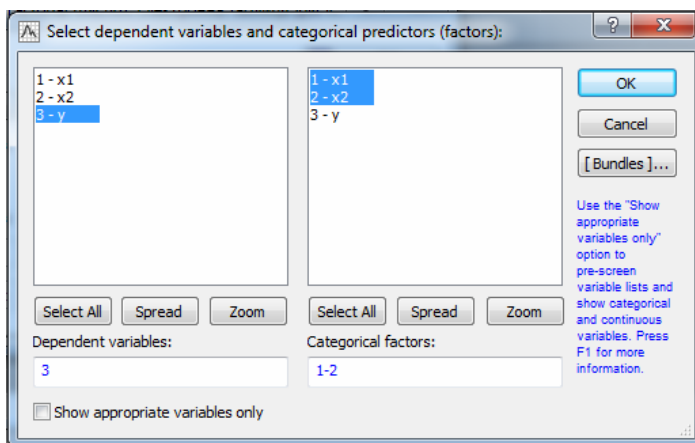 Select dependent variables and categorical predictors (factors):
1 - x1
2 - x2
3 - y
Select All
Spread
Zoom
Dependent variables:
3
Show appropriate variables only
1 - x1
2 - x2
3 - y
Select All
Spread
Zoom
Categorical factors:
1-2
OK
Cancel
[ Bundles ]...
Use the "Show
appropriate
variables only"
option to
pre-screen
variable lists and
show categorical
and continuous
variables. Press
F1 for more
information.